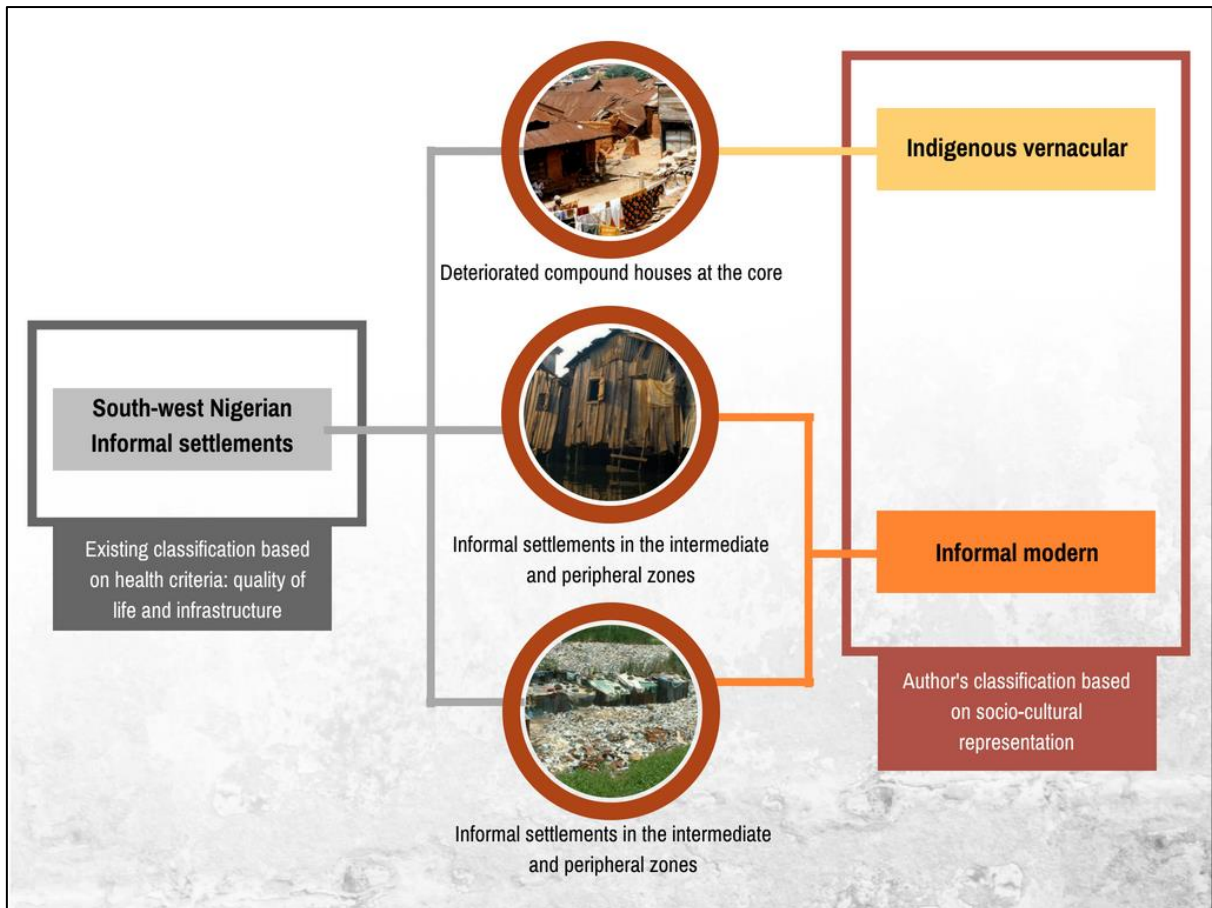 South-west Nigerian
Informal settlements
Existing classification based
on health criteria: quality of
life and infrastructure
Deteriorated compound houses at the core
Informal settlements in the intermediate
and peripheral zones
Informal settlements in the intermediate
and peripheral zones
Indigenous vernacular
Informal modern
Author's classification based
on socio-cultural
representation